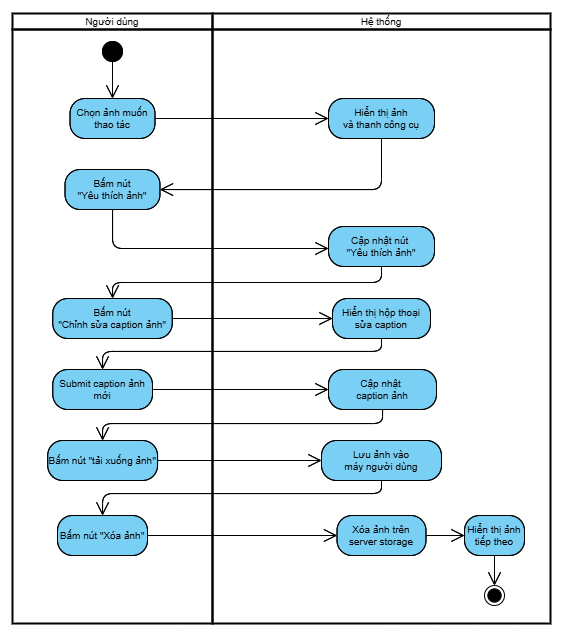 Người dùng
Hệ thống
Chọn ảnh muốn
thao tác
Hiển thị ảnh
và thanh công cụ
Bấm nút
"Yêu thích ảnh"
Cập nhật nút
"Yêu thích ảnh"
Bấm nút
"Chỉnh sửa caption ảnh"
Hiển thị hộp thoại
sửa caption
Submit caption ảnh
mới
Cập nhật
caption ảnh
Bấm nút "tải xuống ảnh"
Lưu ảnh vào
máy người dùng
Bấm nút "Xóa ảnh"
Xóa ảnh trên
server storage
Hiển thị ảnh
tiếp theo